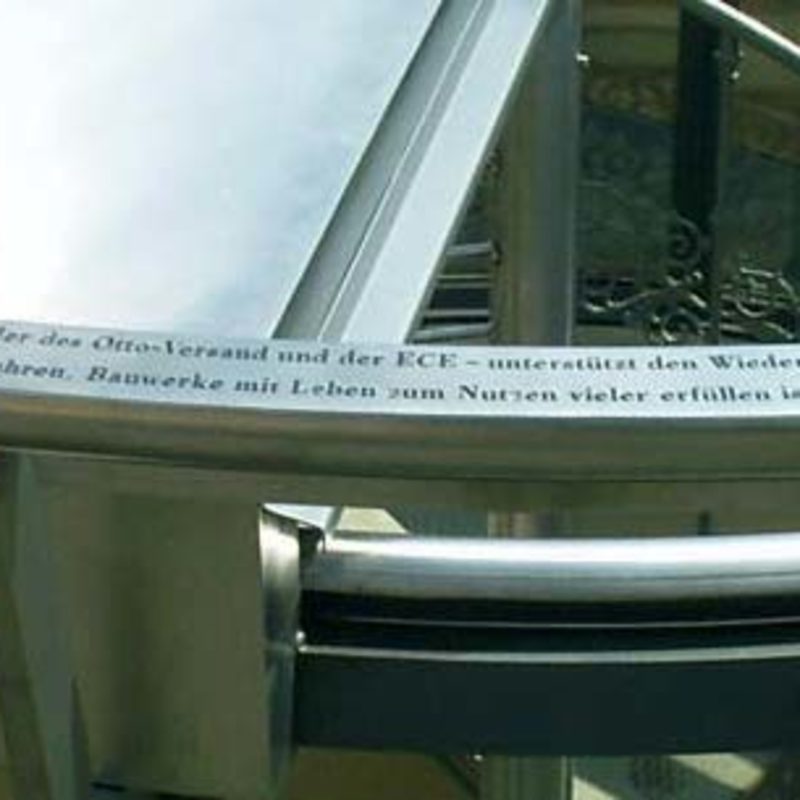 der des Otto-Versand und der ECE – unterstützt den Wieder
ahren. Bauwerke mit Leben zum Nutzen vieler erfüllen is